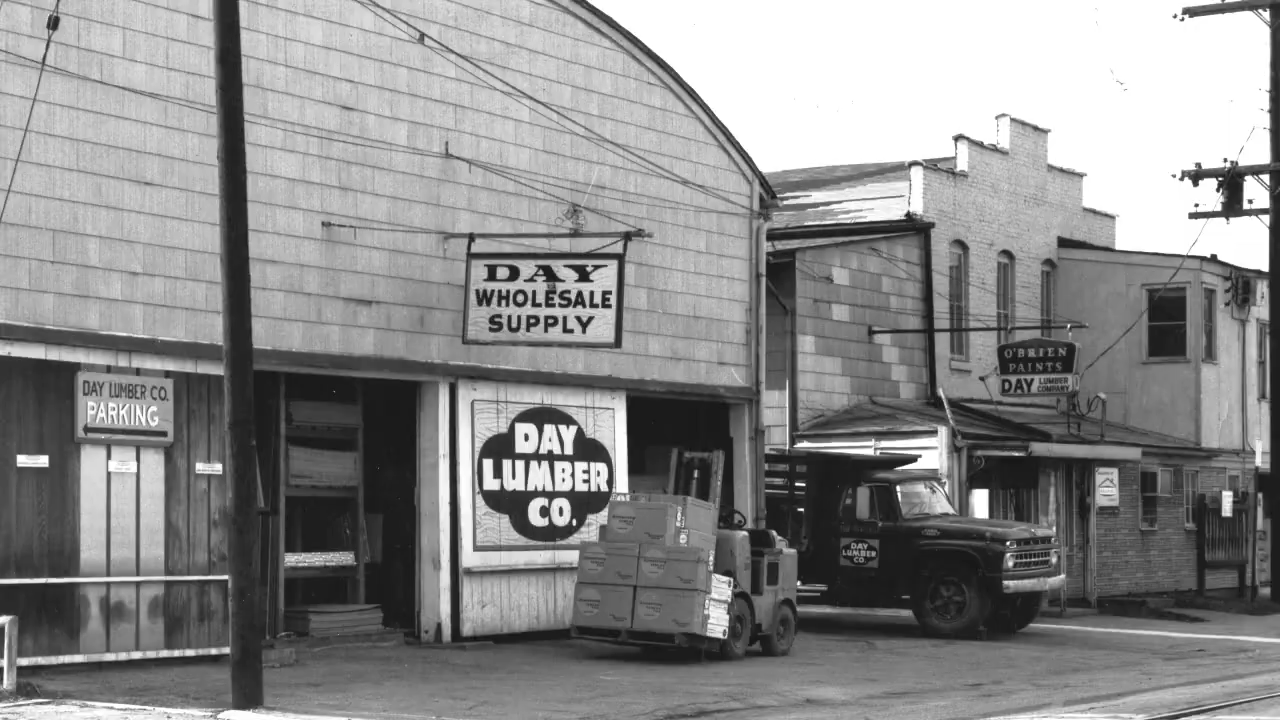 DAY
WHOLESALE
SUPPLY
DAY LUMBER CO.
PARKING
DAY
LUMBER
CO.
O'BRIEN
PAINTS
DAY LUMBER
COMPANY
DAY
LUMBER
CO